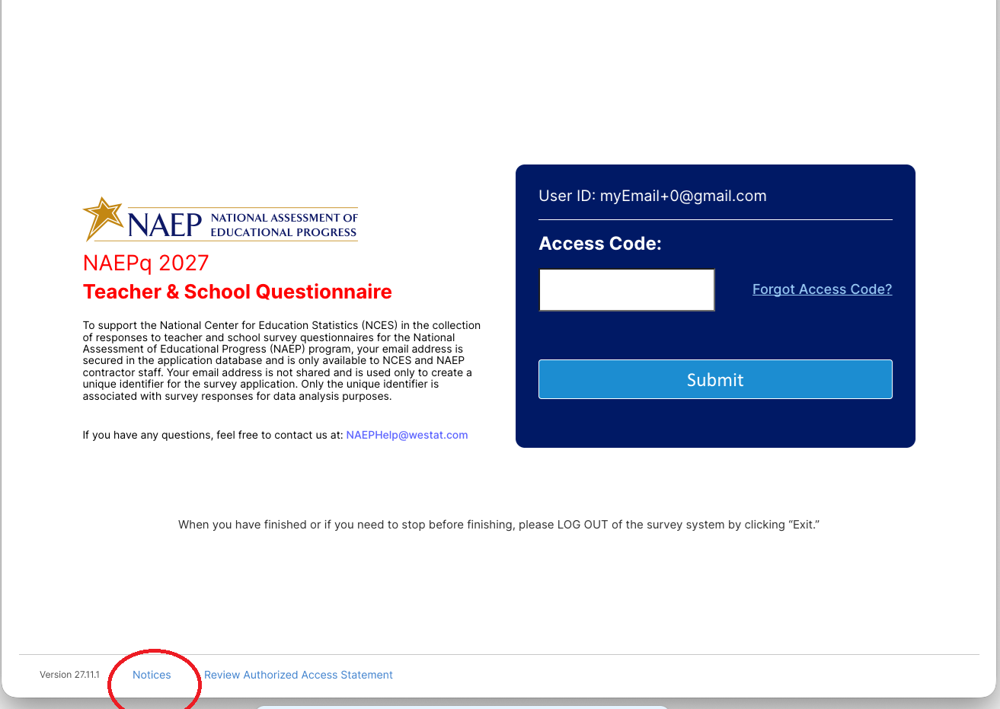 NAEP NATIONAL ASSESSMENT OF
EDUCATIONAL PROGRESS
NAEPq 2027
Teacher & School Questionnaire
To support the National Center for Education Statistics (NCES) in the collection
of responses to teacher and school survey questionnaires for the National
Assessment of Educational Progress (NAEP) program, your email address is
secured in the application database and is only available to NCES and NAEP
contractor staff. Your email address is not shared and is used only to create a
unique identifier for the survey application. Only the unique identifier is
associated with survey responses for data analysis purposes.
If you have any questions, feel free to contact us at: NAEPHelp@westat.com
User ID: myEmail+0@gmail.com
Access Code:
Forgot Access Code?
Submit
When you have finished or if you need to stop before finishing, please LOG OUT of the survey system by clicking “Exit.”
Version 27.11.1 Notices Review Authorized Access Statement